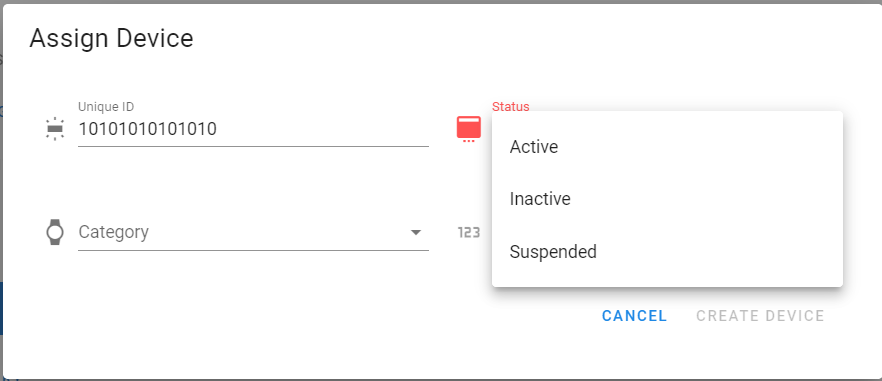 Assign Device
Unique ID
10101010101010
Status
Active
Inactive
Suspended
Category
123
CANCEL
CREATE DEVICE